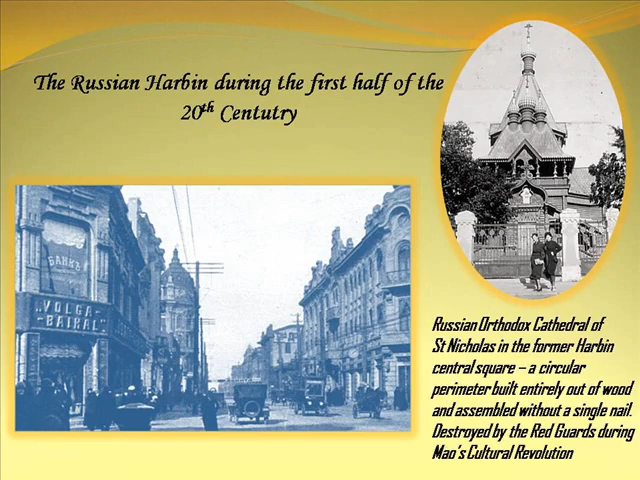 The Russian Harbin during the first half of the
20th Centutry
БАНКЪ
"VOLGA-
BAIKAL"
Russian Orthodox Cathedral of
St Nicholas in the former Harbin
central square – a circular
perimeter built entirely out of wood
and assembled without a single nail.
Destroyed by the Red Guards during
Mao's Cultural Revolution